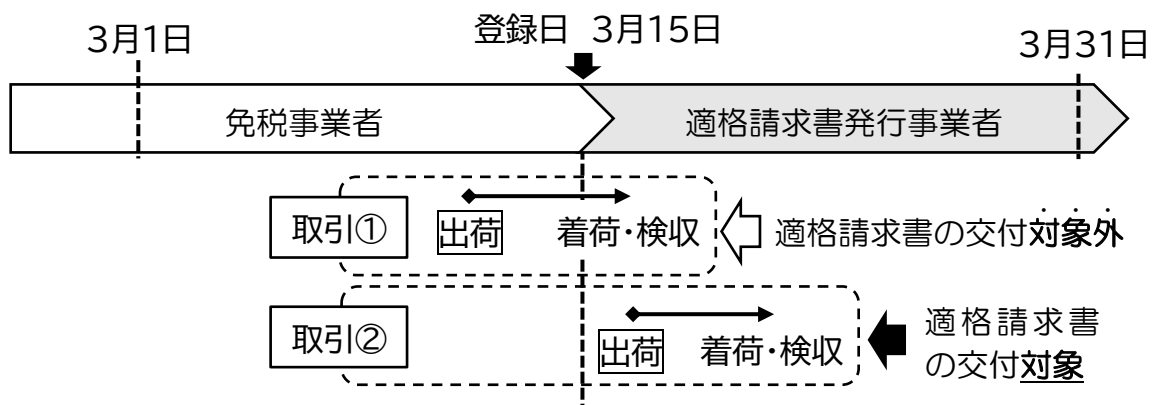 3月1日
登録日 3月15日
3月31日
免税事業者
適格請求書発行事業者
取引①
出荷
着荷・検収
適格請求書の交付対象外
取引②
出荷
着荷・検収
適格請求書
の交付対象